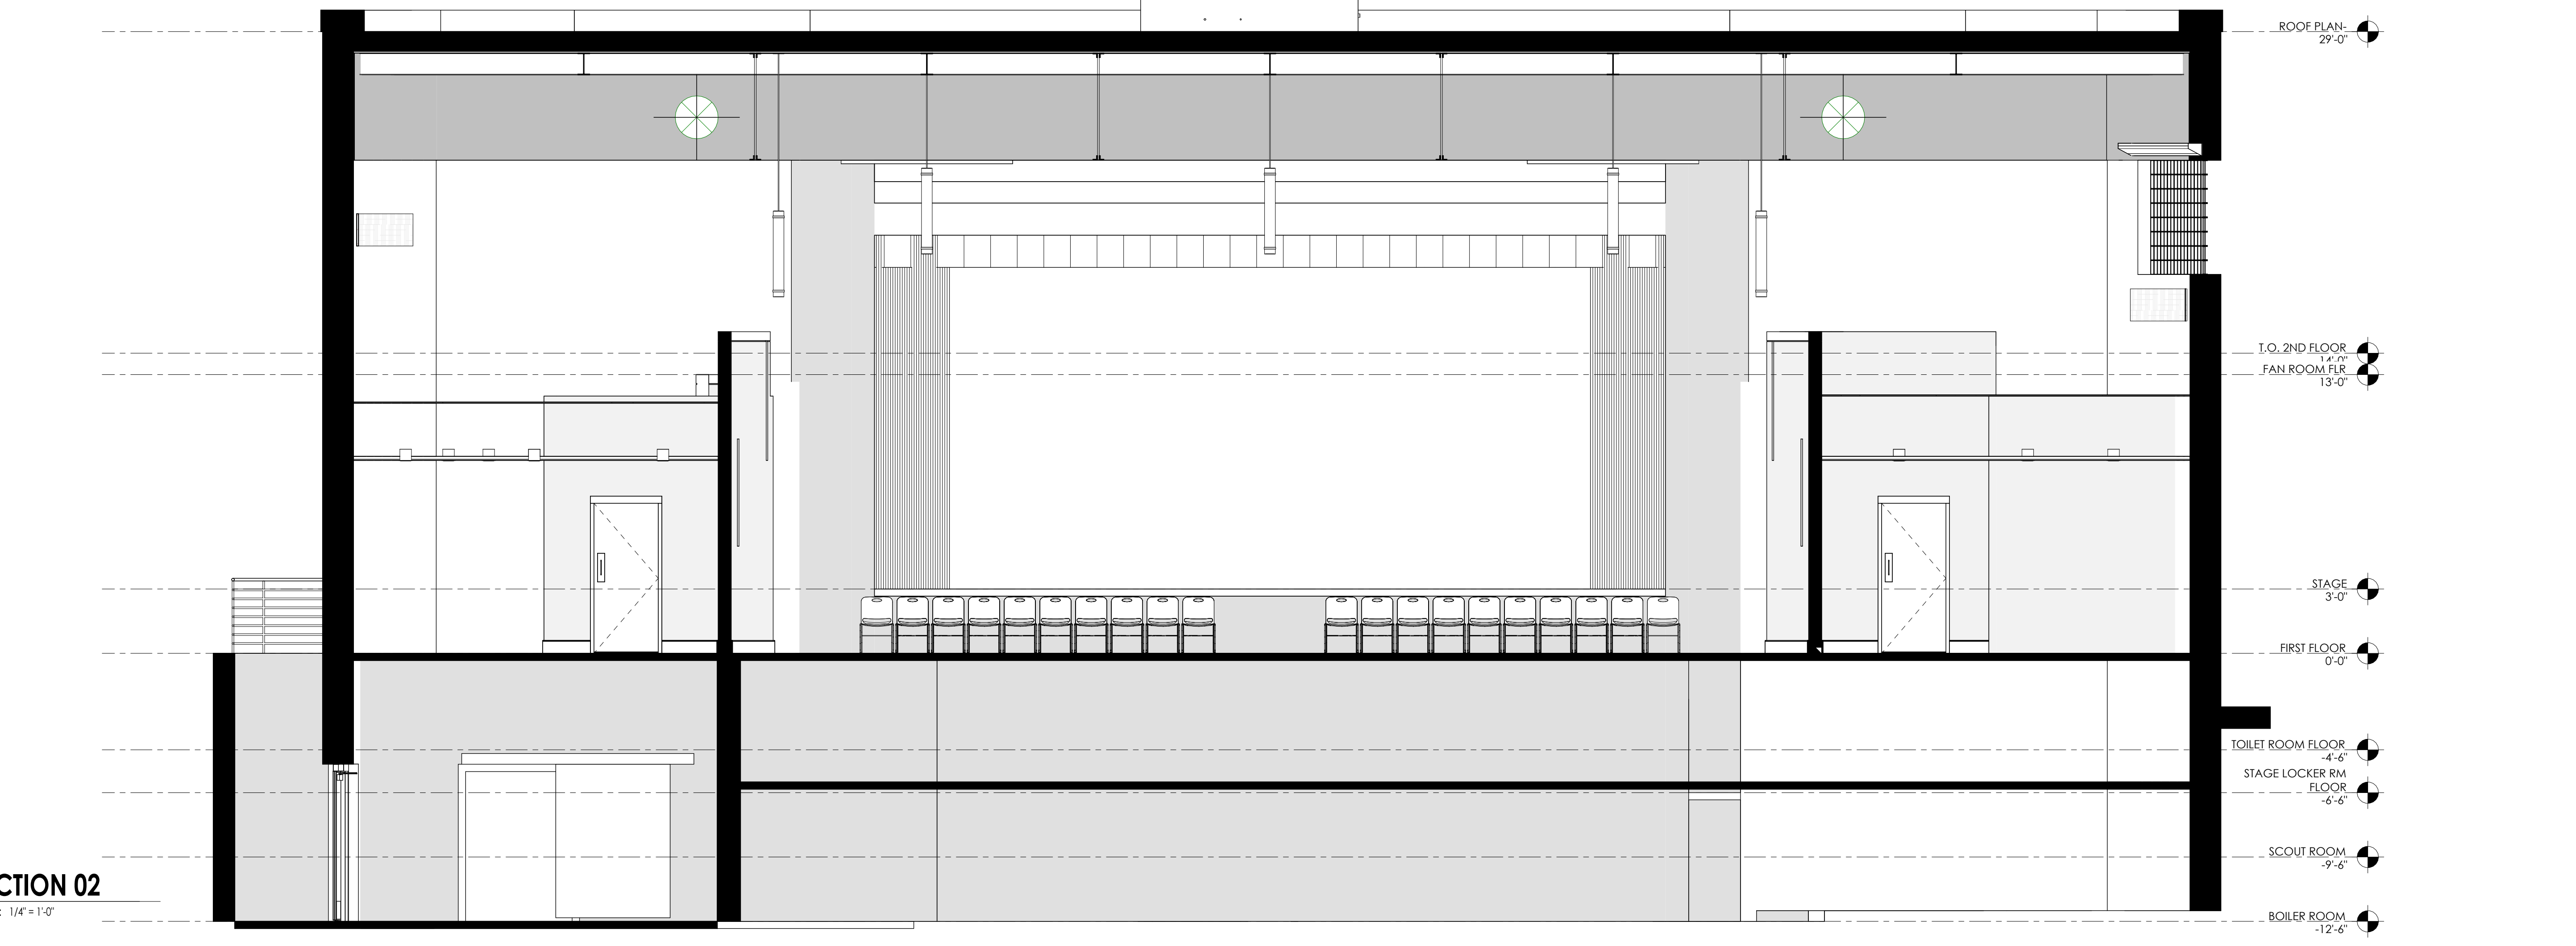 ROOF PLAN-
29'-0"
T.O. 2ND FLOOR
14'-0"
FAN ROOM FLR
13'-0"
STAGE
3'-0"
FIRST FLOOR
0'-0"
TOILET ROOM FLOOR
-4'-6"
STAGE LOCKER RM
FLOOR
-6'-6"
SCOUT ROOM
-9'-6"
BOILER ROOM
-12'-6"
CTION 02
: 1/4" = 1'-0"